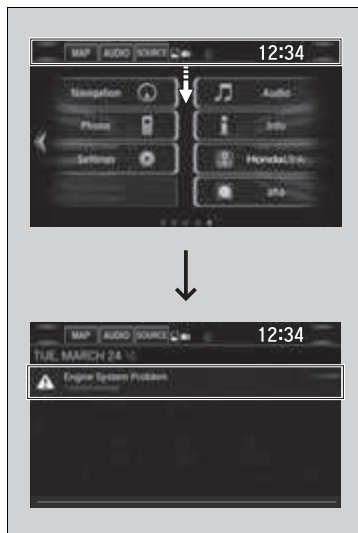 MAP AUDIO SOURCE 12:34
Navigation Audio
Phone Info
Settings HondaLink
MAP AUDIO SOURCE 12:34
TUE, MARCH 24
Engine System Problem